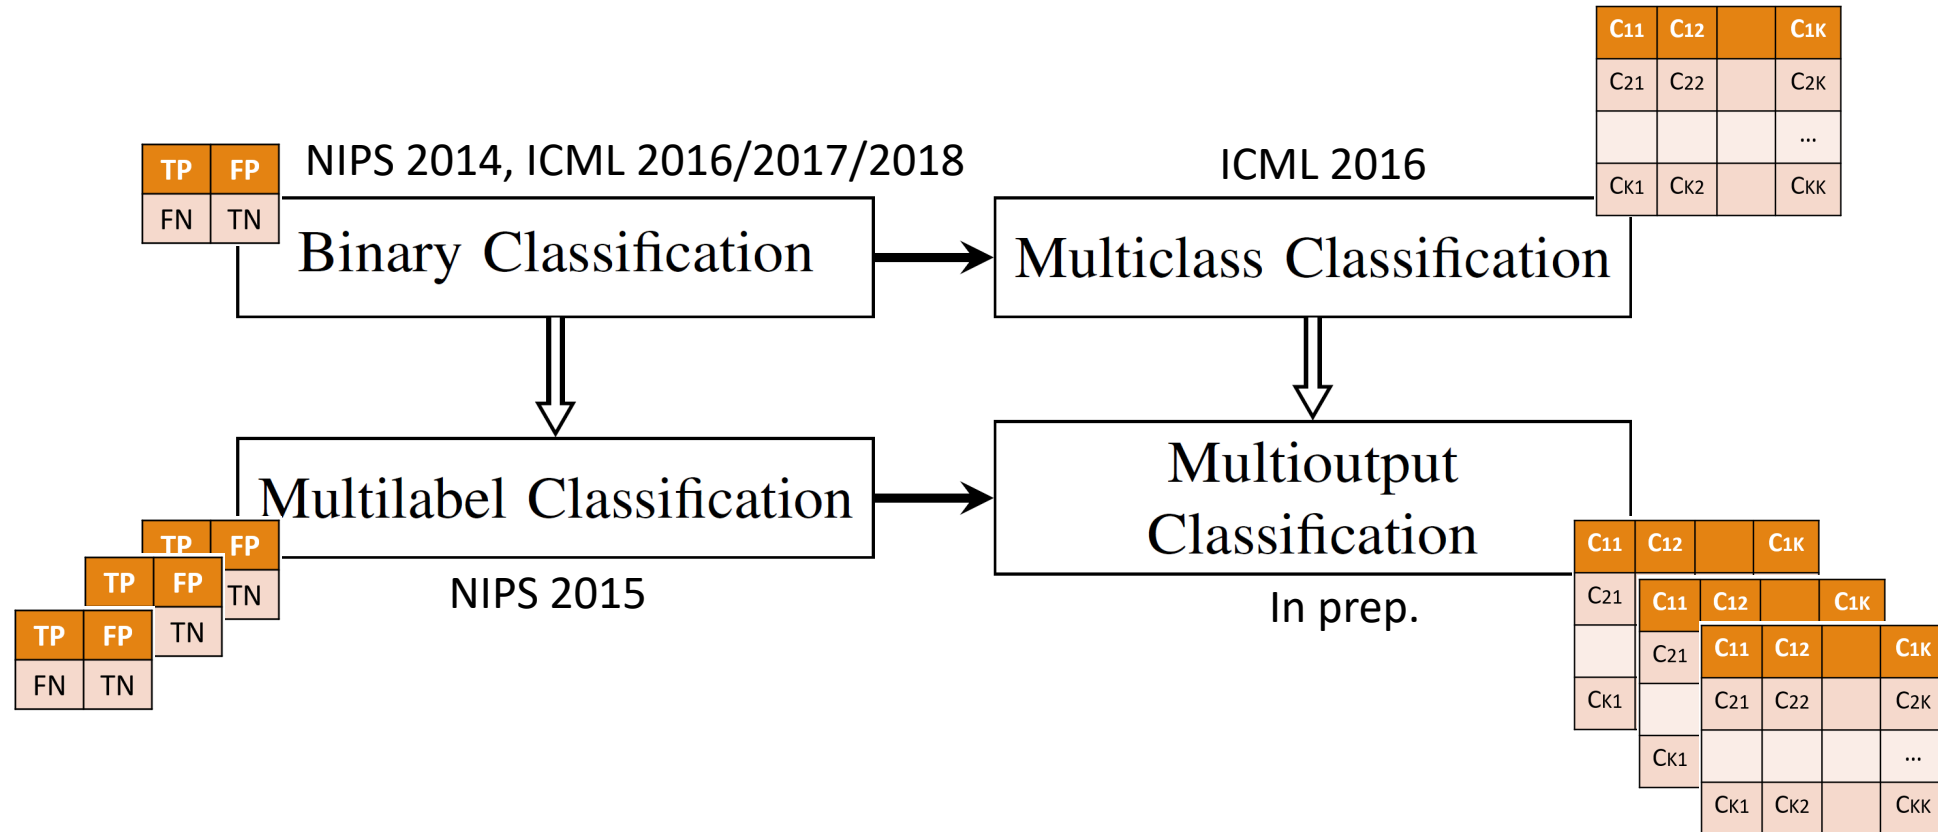 C11 C12 C1K
C21 C22 C2K
...
CK1 CK2 CKK
NIPS 2014, ICML 2016/2017/2018
ICML 2016
TP FP
FN TN
Binary Classification
Multiclass Classification
Multilabel Classification
Multioutput
Classification
NIPS 2015
In prep.
TP FP
TN
TP FP
TN
TP FP
FN TN
C11 C12 C1K
C21
CK1
C11 C12 C1K
C21
CK1
C11 C12 C1K
C21 C22 C2K
...
CK1 CK2 CKK